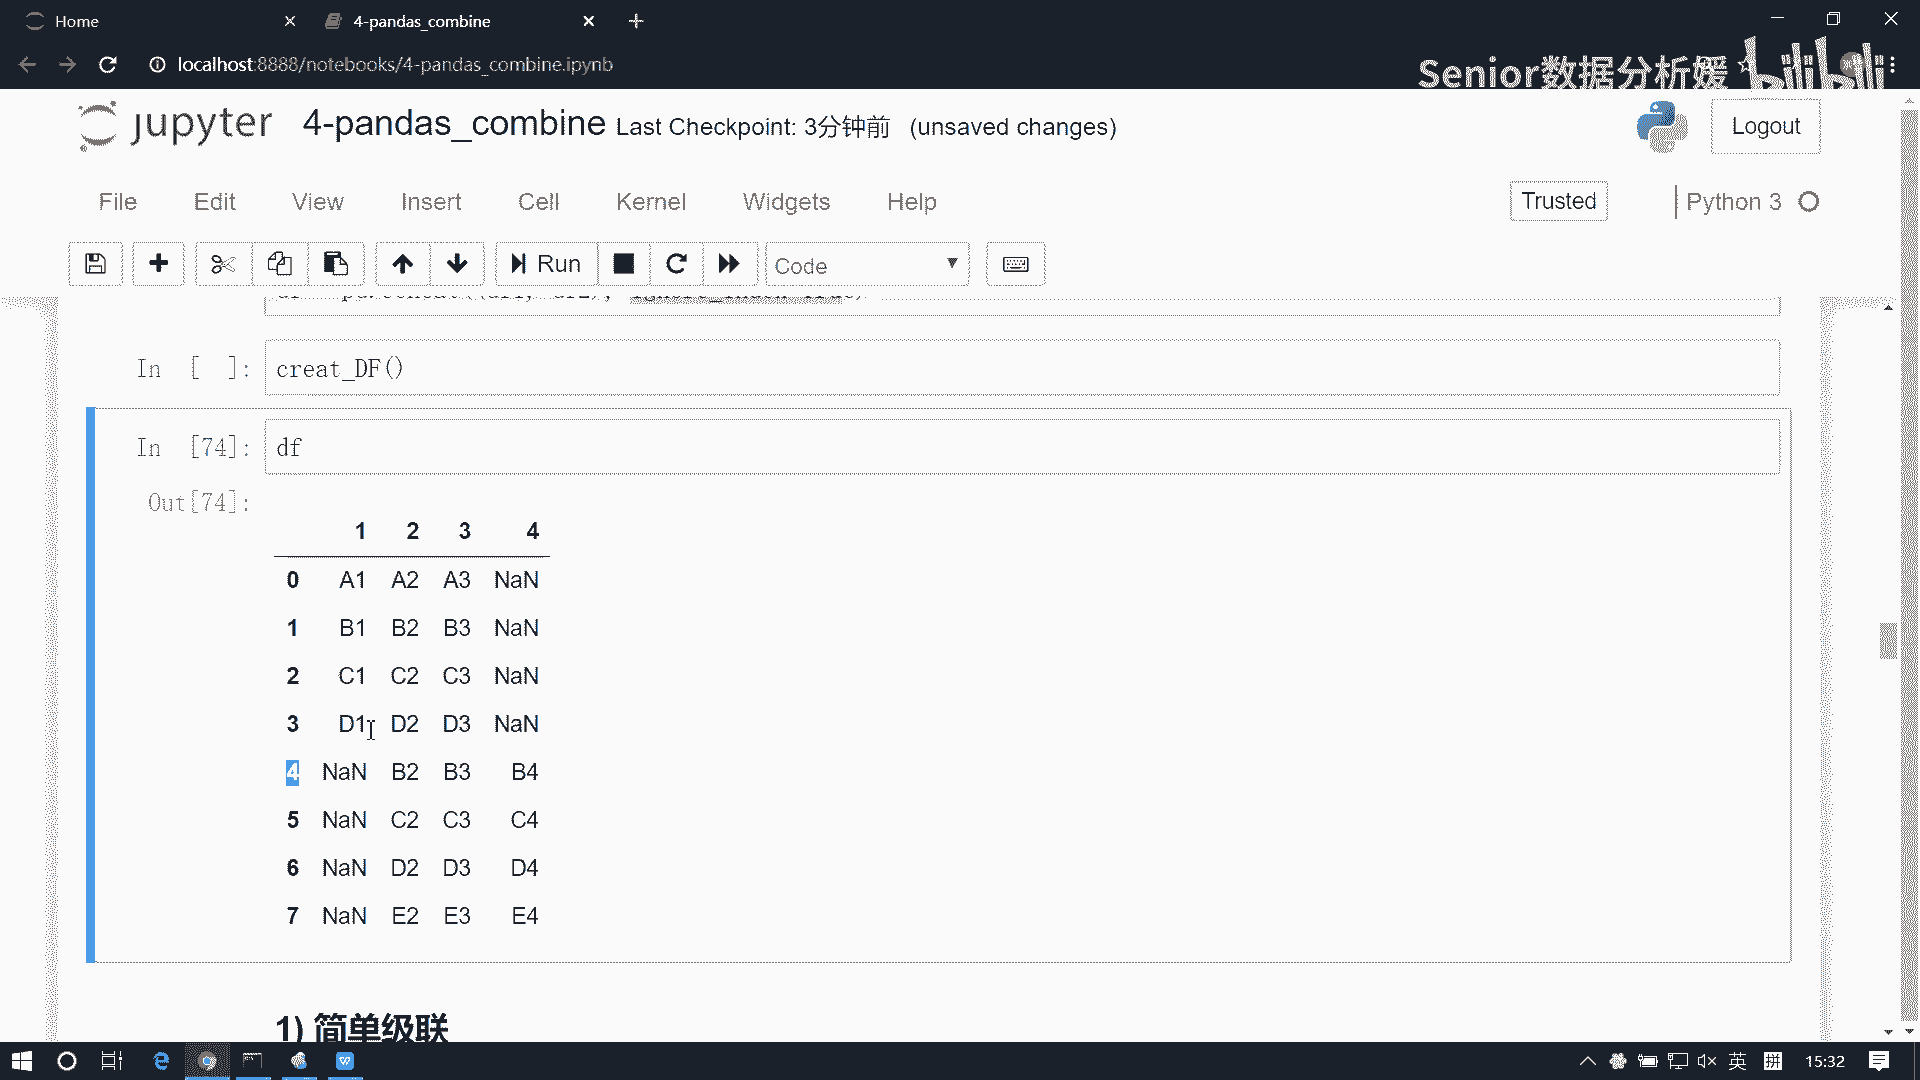 Home
4-pandas_combine
localhost:8888/notebooks/4-pandas_combine.ipynb
Senior数据分析媛
bilibili
jupyter 4-pandas_combine Last Checkpoint: 3分钟前 (unsaved changes)
Logout
File Edit View Insert Cell Kernel Widgets Help
Trusted
Python 3
Run
Code
In [ ]: creat_DF()
In [74]: df
Out[74]:
1 2 3 4
0 A1 A2 A3 NaN
1 B1 B2 B3 NaN
2 C1 C2 C3 NaN
3 D1 D2 D3 NaN
4 NaN B2 B3 B4
5 NaN C2 C3 C4
6 NaN D2 D3 D4
7 NaN E2 E3 E4
1) 简单级联
英
拼
15:32